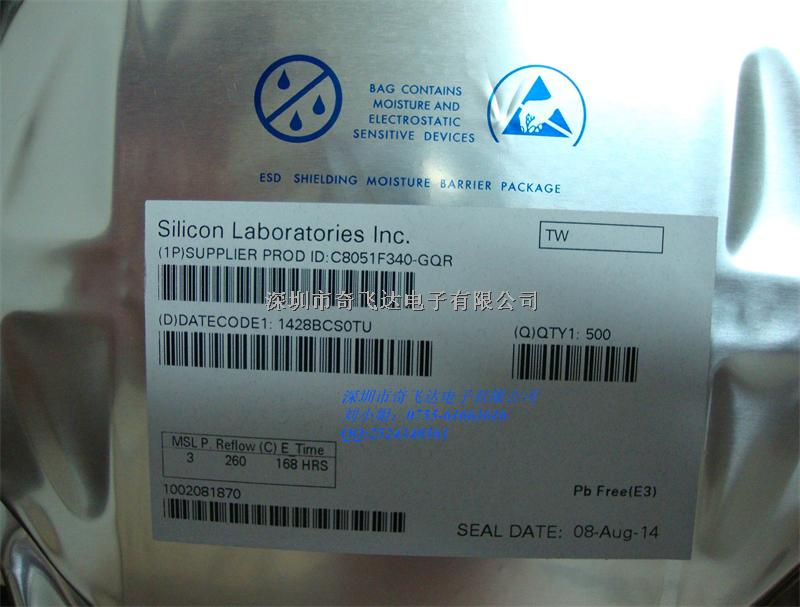 BAG CONTAINS
MOISTURE AND
ELECTROSTATIC
SENSITIVE DEVICES
ESD SHIELDING MOISTURE BARRIER PACKAGE
Silicon Laboratories Inc.
TW
(1P)SUPPLIER PROD ID:C8051F340-GQR
深圳市奇飞达电子有限公司
(D)DATECODE1: 1428BCS0TU
(Q)QTY1: 500
深圳市奇飞达电子有限公司
MSL P. Reflow (C) E_Time
3 260 168 HRS
1002081870
Pb Free(E3)
SEAL DATE: 08-Aug-14